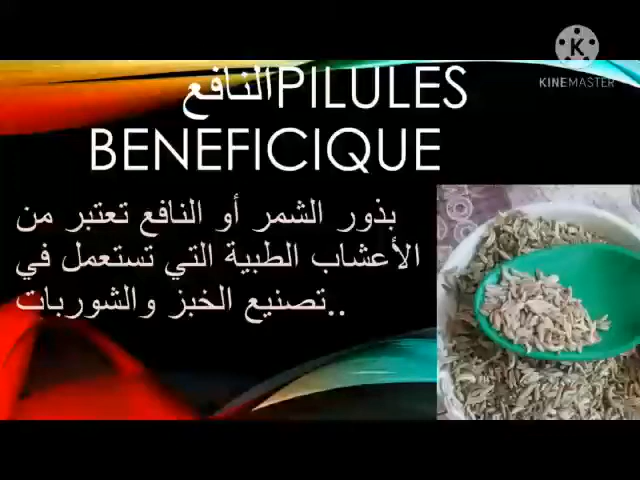 KINEMASTER
النافعPILULES
BENEFICIQUE
بذور الشمر أو النافع تعتبر من
الأعشاب الطبية التي تستعمل في
تصنيع الخبز والشوربات..